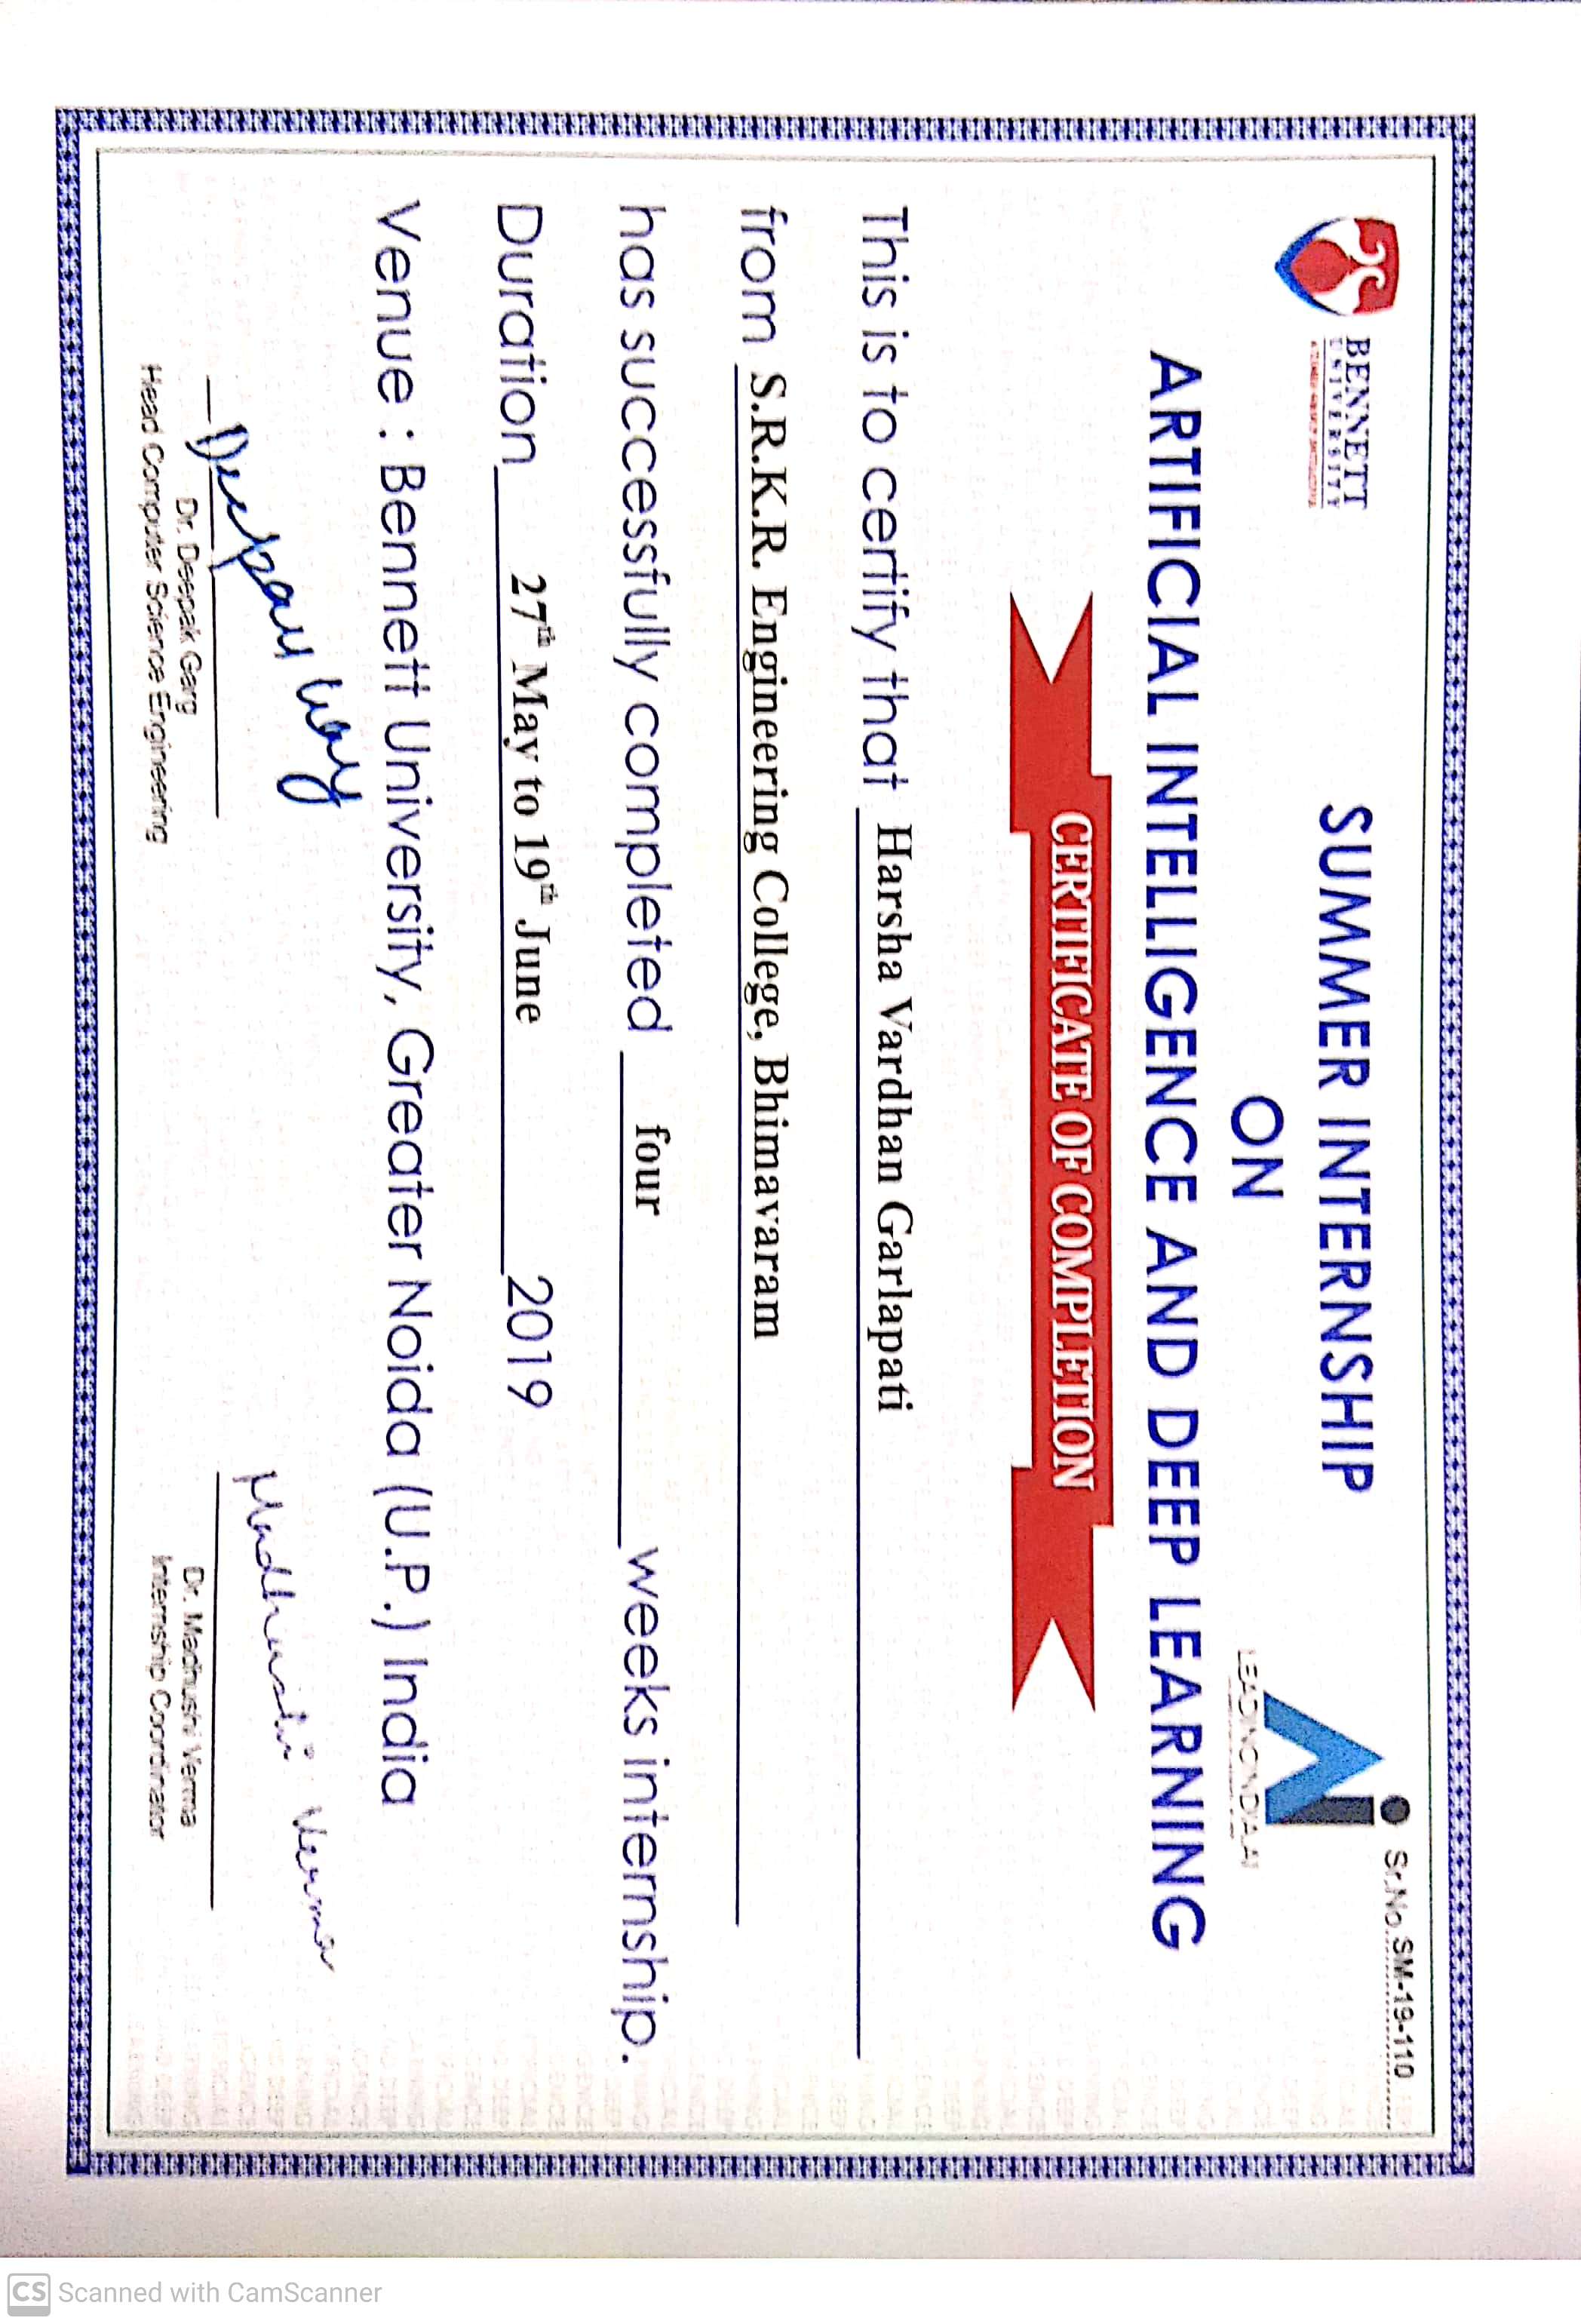 BENNETT
UNIVERSITY
Sr.No. SM-19-110
LEADINGINDIA.AI
SUMMER INTERNSHIP
ON
ARTIFICIAL INTELLIGENCE AND DEEP LEARNING
CERTIFICATE OF COMPLETION
This is to certify that Harsha Vardhan Garlapati
from S.R.K.R. Engineering College, Bhimavaram
has successfully completed four weeks internship.
Duration 27th May to 19th June 2019
Venue : Bennett University, Greater Noida (U.P.) India
Deepak Garg
Dr. Deepak Garg
Head Computer Science Engineering
Madhushi Verma
Dr. Madhushi Verma
Internship Coordinator
CS Scanned with CamScanner